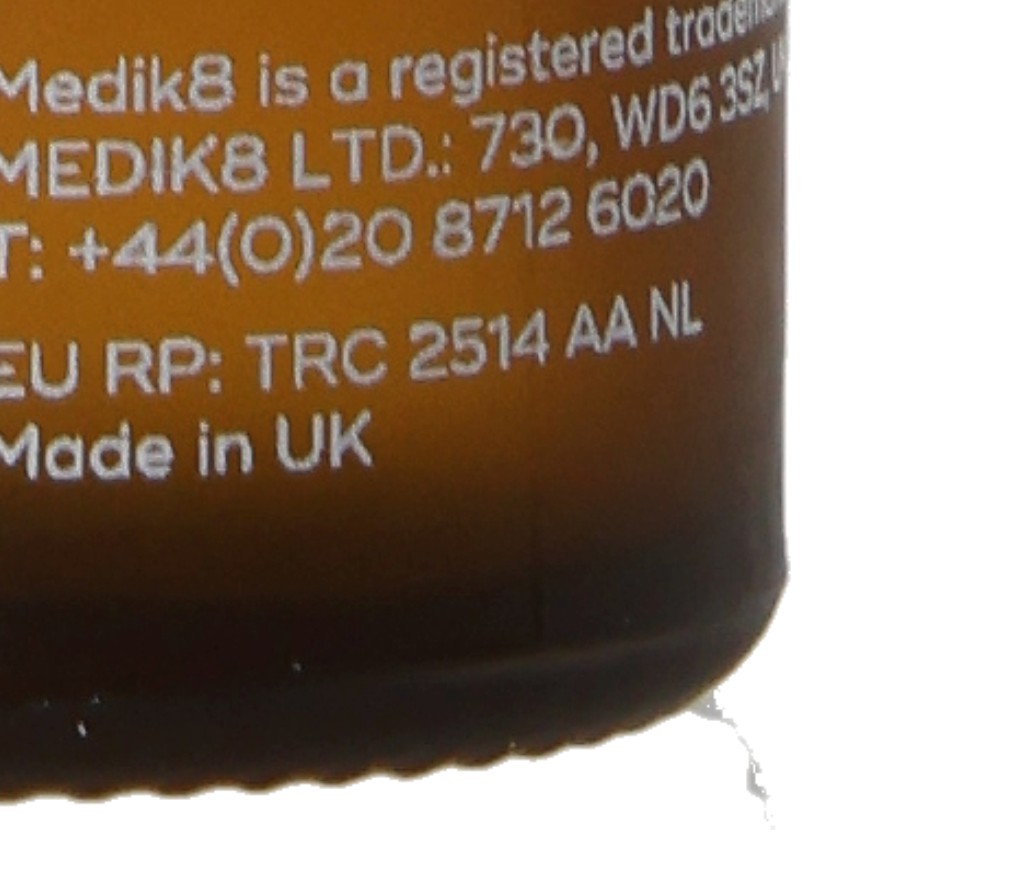 Medik8 is a registered
MEDIK8 LTD.: 730, WD6 3SZ,
T: +44(0)20 8712 6020
EU RP: TRC 2514 AA NL
Made in UK